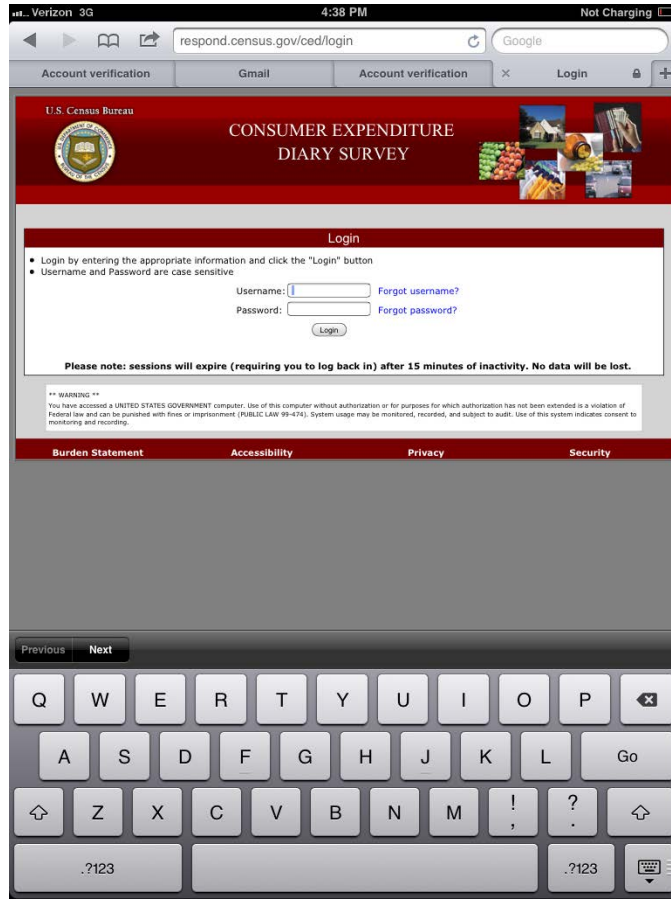 Verizon 3G 4:38 PM Not Charging
respond.census.gov/ced/login Google
Account verification Gmail Account verification Login
U.S. Census Bureau
CONSUMER EXPENDITURE
DIARY SURVEY
Login
Login by entering the appropriate information and click the "Login" button
Username and Password are case sensitive
Username: Forgot username?
Password: Forgot password?
Login
Please note: sessions will expire (requiring you to log back in) after 15 minutes of inactivity. No data will be lost.
** WARNING **
You have accessed a UNITED STATES GOVERNMENT computer. Use of this computer without authorization or for purposes for which authorization has not been extended is a violation of
Federal law and can be punished with fines or imprisonment (PUBLIC LAW 99-474). System usage may be monitored, recorded, and subject to audit. Use of this system indicates consent to
monitoring and recording.
Burden Statement Accessibility Privacy Security
Previous Next
Q W E R T Y U I O P
A S D F G H J K L Go
Z X C V B N M ! , ? .
.?123 .?123